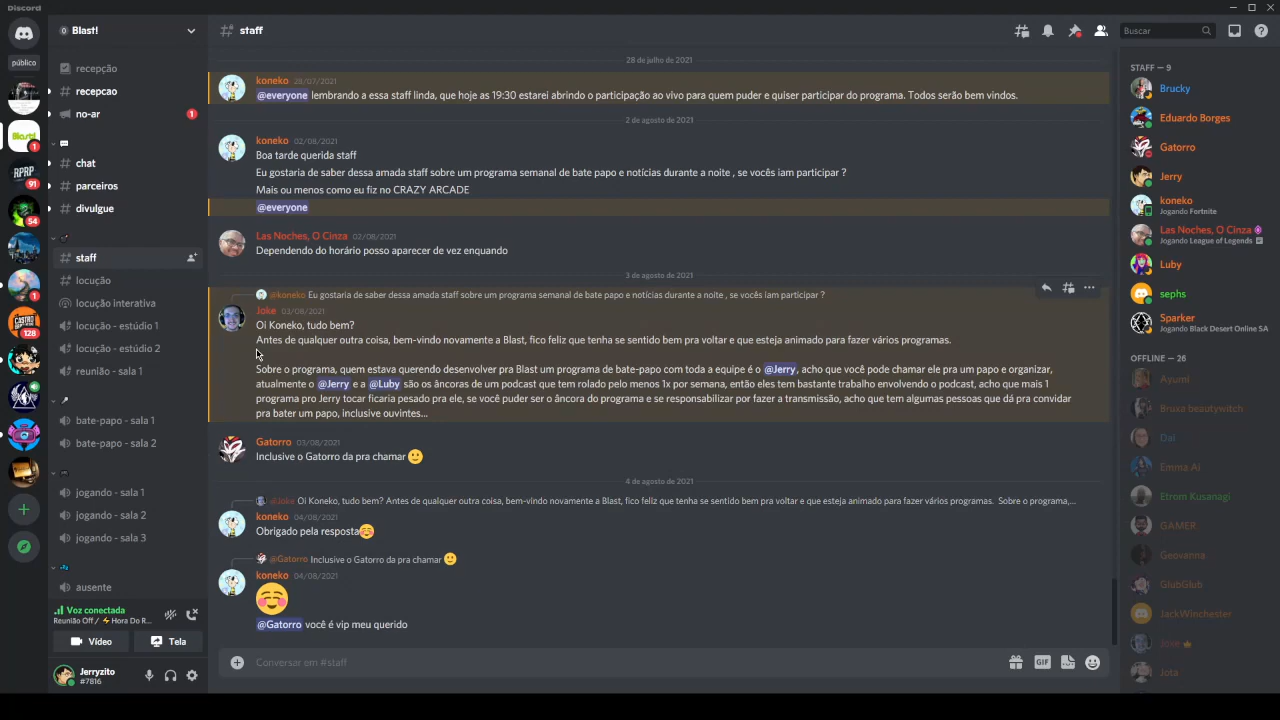 Discord
Blast!
staff
Buscar
público
recepção
recepcao
no-ar
1
chat
parceiros
divulgue
staff
locução
locução interativa
locução - estúdio 1
locução - estúdio 2
reunião - sala 1
bate-papo - sala 1
bate-papo - sala 2
jogando - sala 1
jogando - sala 2
jogando - sala 3
ausente
Blast!
1
RPRP
91
54
1
128
Voz conectada
Reunião Off / ⚡ Hora Do R...
Vídeo
Tela
Jerryzito
#7816
28 de julho de 2021
koneko 28/07/2021
@everyone lembrando a essa staff linda, que hoje as 19:30 estarei abrindo o participação ao vivo para quem puder e quiser participar do programa. Todos serão bem vindos.
2 de agosto de 2021
koneko 02/08/2021
Boa tarde querida staff
Eu gostaria de saber dessa amada staff sobre um programa semanal de bate papo e notícias durante a noite , se vocês iam participar ?
Mais ou menos como eu fiz no CRAZY ARCADE
@everyone
Las Noches, O Cinza 02/08/2021
Dependendo do horário posso aparecer de vez enquando
3 de agosto de 2021
@koneko Eu gostaria de saber dessa amada staff sobre um programa semanal de bate papo e notícias durante a noite , se vocês iam participar ?
Joke 03/08/2021
Oi Koneko, tudo bem?
Antes de qualquer outra coisa, bem-vindo novamente a Blast, fico feliz que tenha se sentido bem pra voltar e que esteja animado para fazer vários programas.
Sobre o programa, quem estava querendo desenvolver pra Blast um programa de bate-papo com toda a equipe é o @Jerry, acho que você pode chamar ele pra um papo e organizar,
atualmente o @Jerry e a @Luby são os âncoras de um podcast que tem rolado pelo menos 1x por semana, então eles tem bastante trabalho envolvendo o podcast, acho que mais 1
programa pro Jerry tocar ficaria pesado pra ele, se você puder ser o âncora do programa e se responsabilizar por fazer a transmissão, acho que tem algumas pessoas que dá pra convidar
pra bater um papo, inclusive ouvintes...
Gatorro 03/08/2021
Inclusive o Gatorro da pra chamar 🙂
4 de agosto de 2021
@Joke Oi Koneko, tudo bem? Antes de qualquer outra coisa, bem-vindo novamente a Blast, fico feliz que tenha se sentido bem pra voltar e que esteja animado para fazer vários programas. Sobre o programa,...
koneko 04/08/2021
Obrigado pela resposta☺️
@Gatorro Inclusive o Gatorro da pra chamar 🙂
koneko 04/08/2021
☺️
@Gatorro você é vip meu querido
Conversar em #staff
GIF
STAFF — 9
Brucky
Eduardo Borges
Gatorro
Jerry
koneko
Jogando Fortnite
Las Noches, O Cinza
Jogando League of Legends
Luby
sephs
Sparker
Jogando Black Desert Online SA
OFFLINE — 26
Ayumi
Bruxa beautywitch
Dal
Emma Ai
Etrom Kusanagi
GAMER
Geovanna
GlubGlub
JackWinchester
Joke
Jota